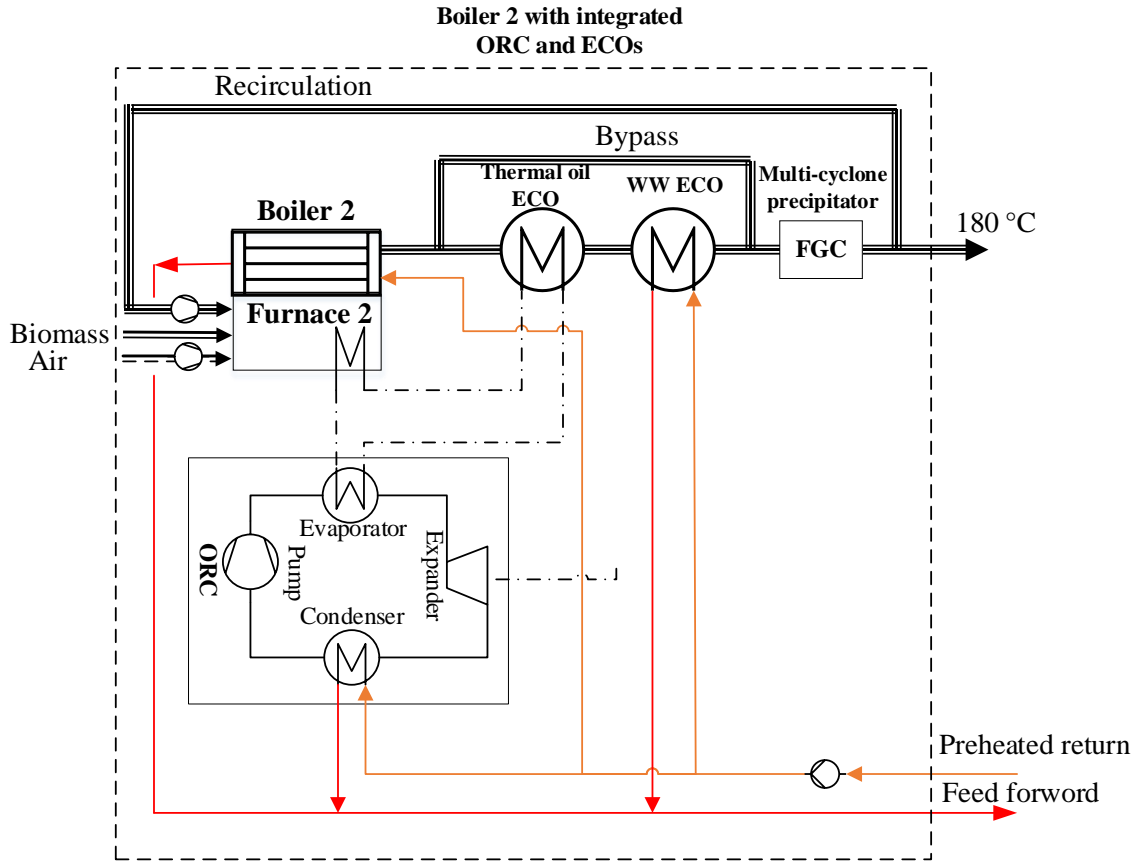 Boiler 2 with integrated
ORC and ECOs
Recirculation
Bypass
Thermal oil
ECO
WW ECO
Multi-cyclone
precipitator
Boiler 2
180 °C
FGC
Furnace 2
Biomass
Air
Evaporator
ORC
Pump
Expander
Condenser
Preheated return
Feed forword